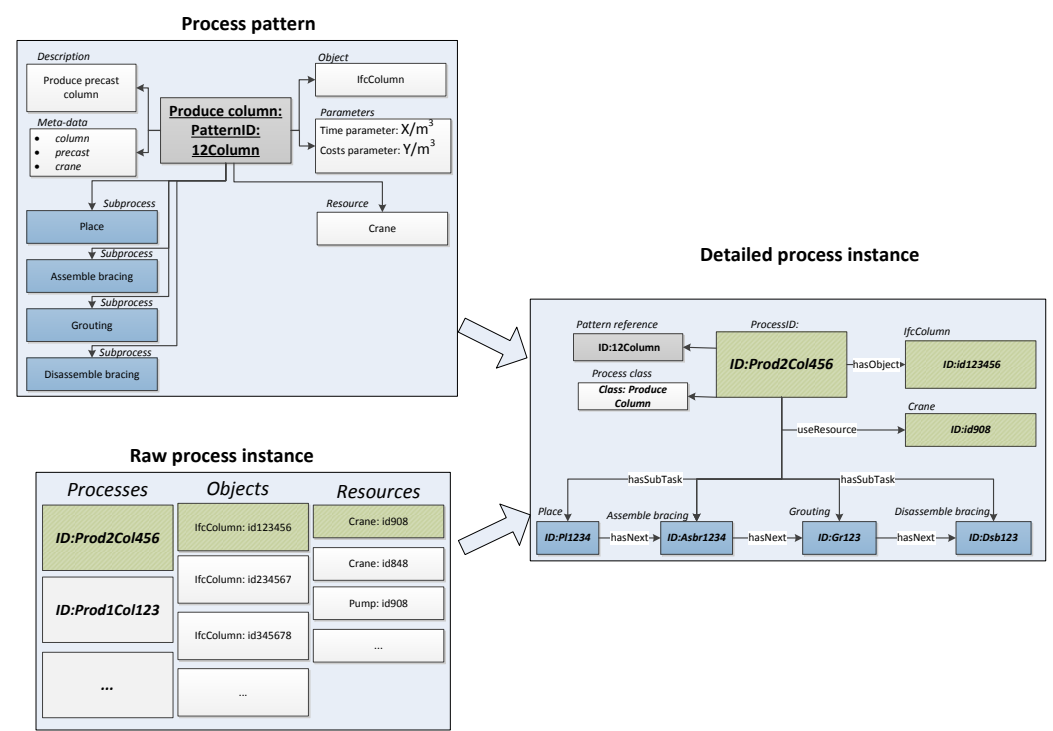 Process pattern
Description
Produce precast
column
Meta-data
• column
• precast
• crane
Produce column:
PatternID:
12Column
Object
IfcColumn
Parameters
Time parameter: X/m³
Costs parameter: Y/m³
Subprocess
Place
Subprocess
Assemble bracing
Subprocess
Grouting
Subprocess
Disassemble bracing
Resource
Crane
Raw process instance
Processes
ID:Prod2Col456
ID:Prod1Col123
...
Objects
IfcColumn: id123456
IfcColumn: id234567
IfcColumn: id345678
...
Resources
Crane: id908
Crane: id848
Pump: id908
...
Detailed process instance
Pattern reference
ID:12Column
Process class
Class: Produce
Column
ProcessID:
ID:Prod2Col456
hasObject
IfcColumn
ID:id123456
useResource
Crane
ID:id908
hasSubTask
hasSubTask
Place
ID:Pl1234
hasNext
Assemble bracing
ID:Asbr1234
hasNext
Grouting
ID:Gr123
hasNext
Disassemble bracing
ID:Dsb123